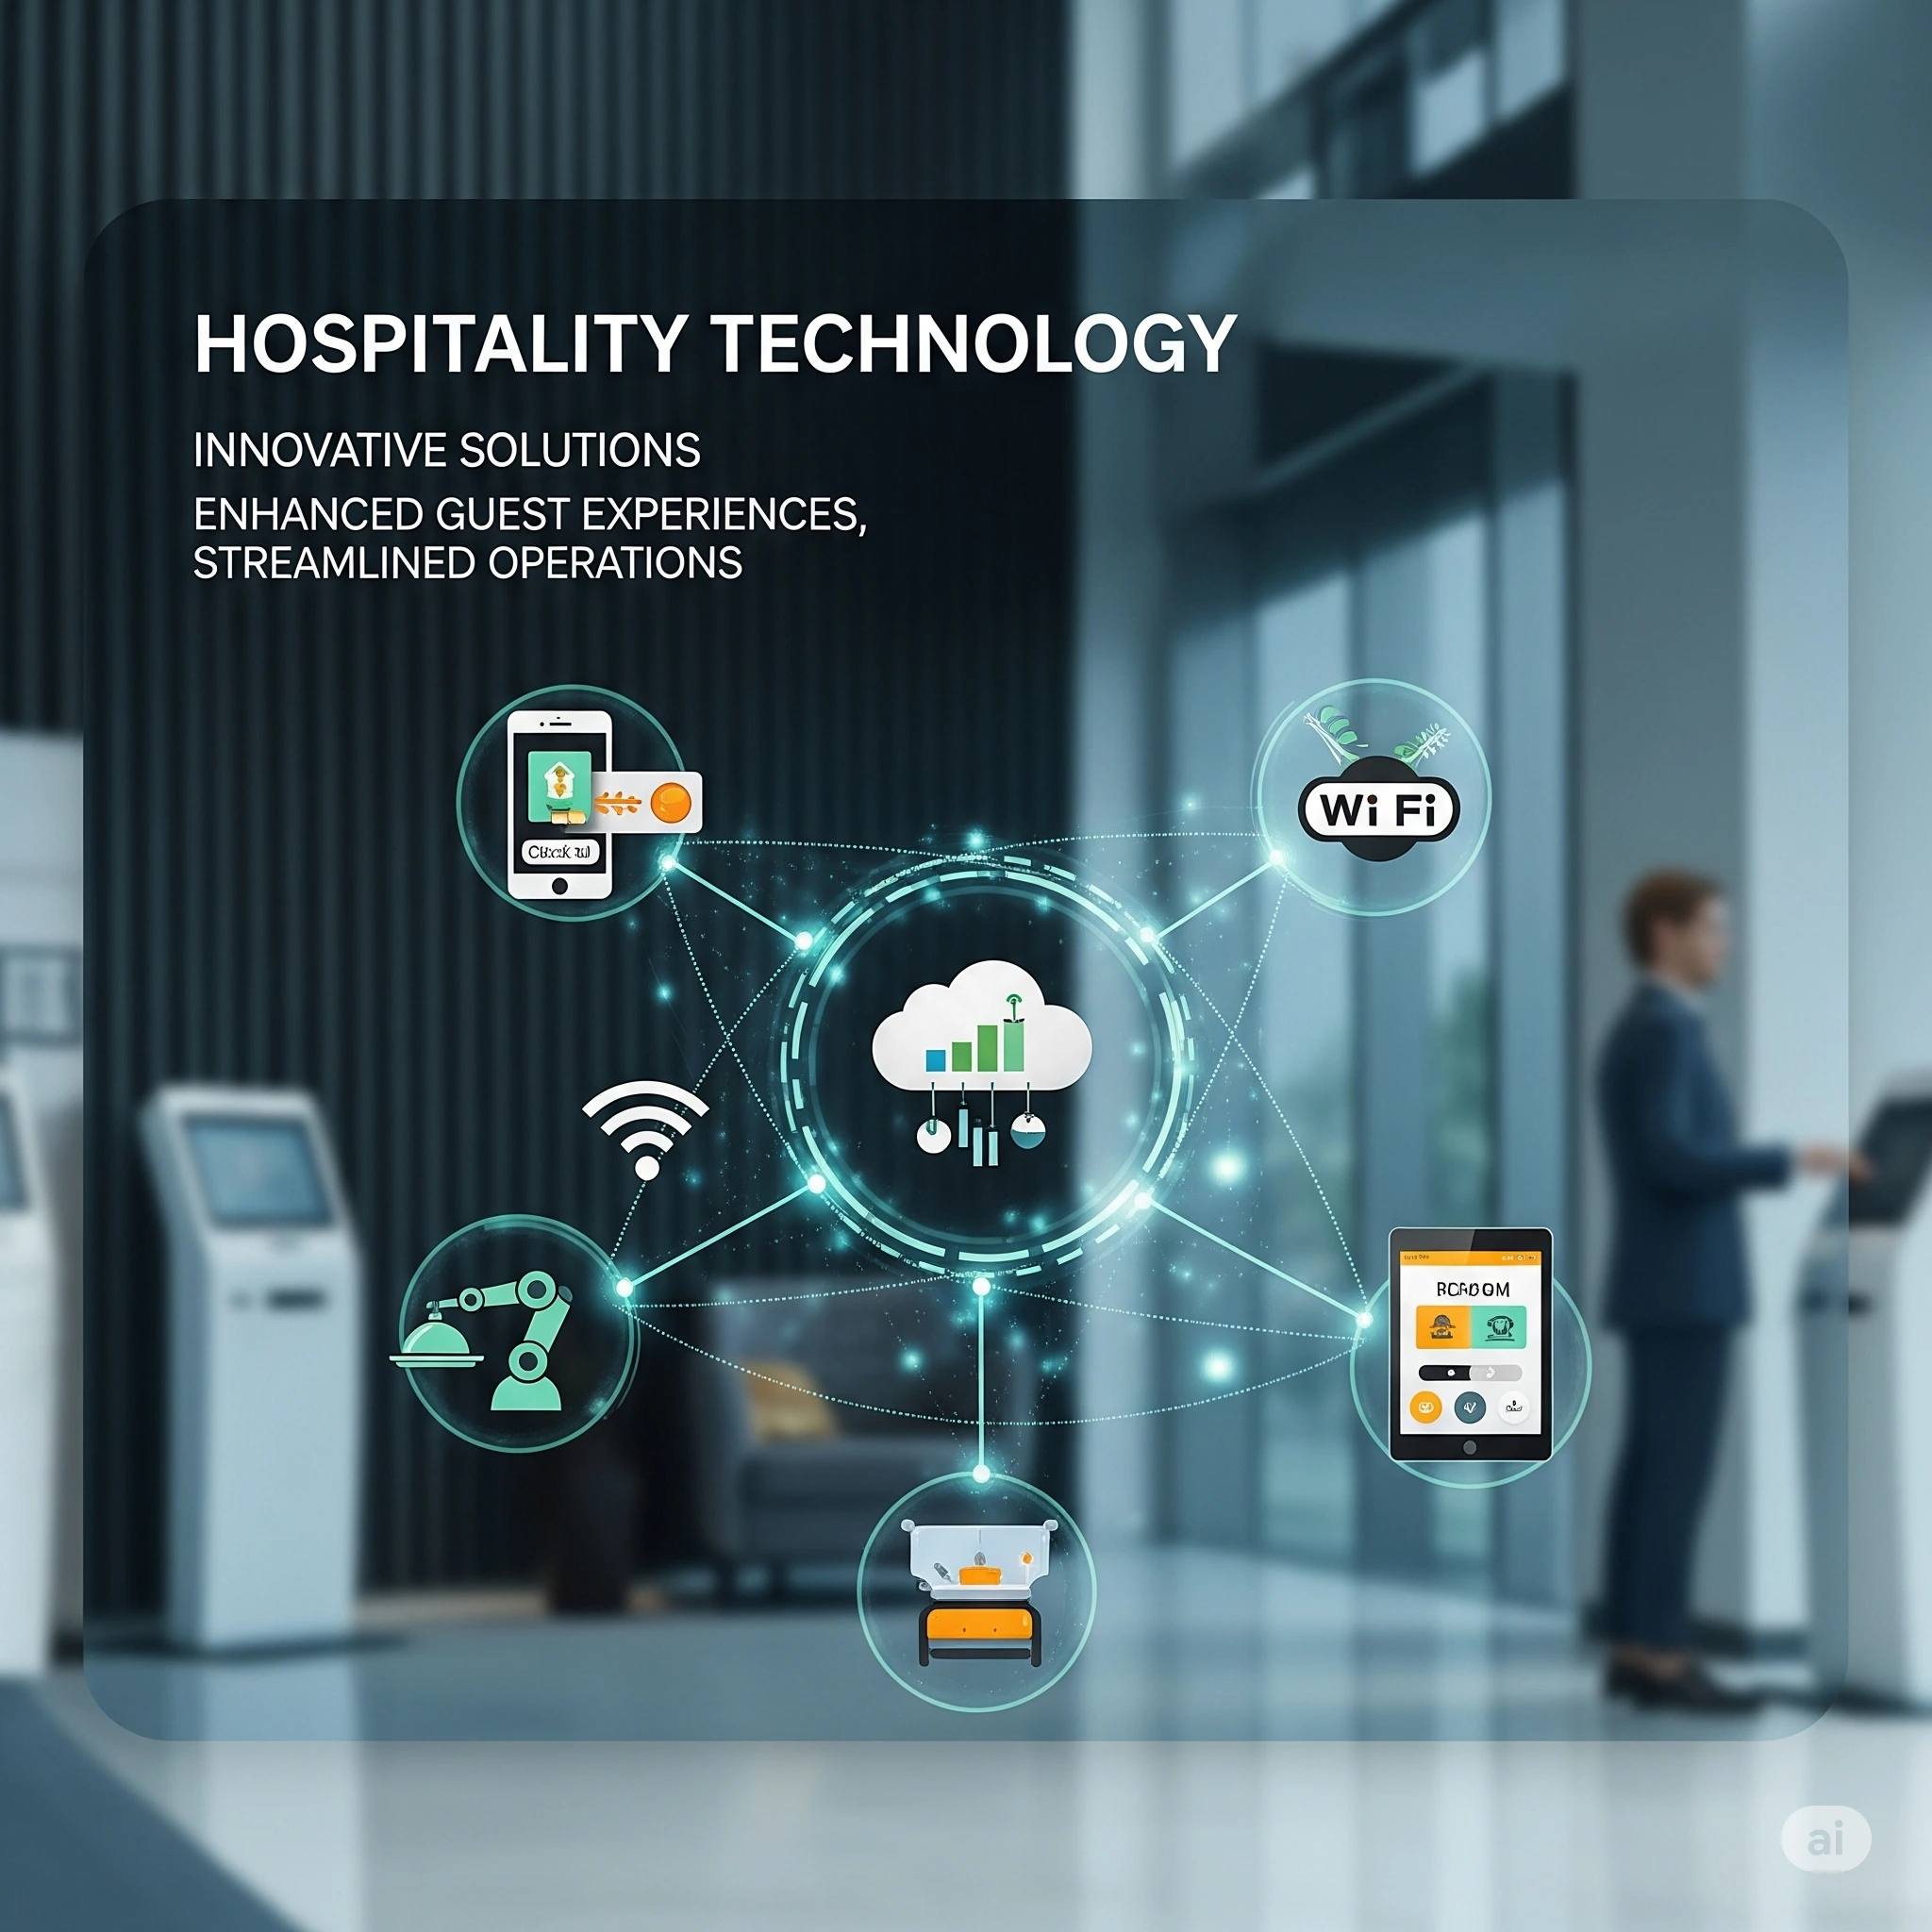 HOSPITALITY TECHNOLOGY
INNOVATIVE SOLUTIONS
ENHANCED GUEST EXPERIENCES,
STREAMLINED OPERATIONS
Wi Fi
ai